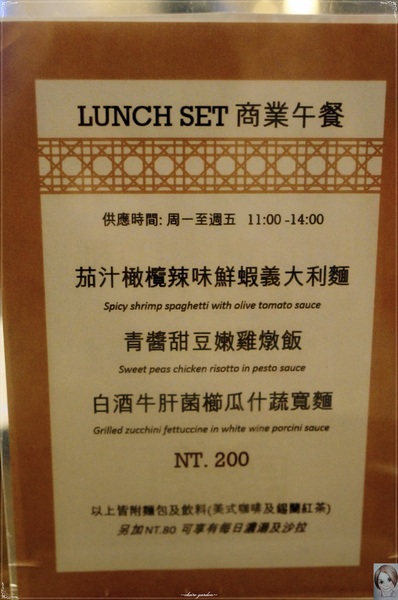 LUNCH SET 商業午餐
供應時間: 周一至週五 11:00 -14:00
茄汁橄欖辣味鮮蝦義大利麵
Spicy shrimp spaghetti with olive tomato sauce
青醬甜豆嫩雞燉飯
Sweet peas chicken risotto in pesto sauce
白酒牛肝菌櫛瓜什蔬寬麵
Grilled zucchini fettuccine in white wine porcini sauce
NT. 200
以上皆附麵包及飲料(美式咖啡及錫蘭紅茶)
另加NT.80 可享有每日濃湯及沙拉